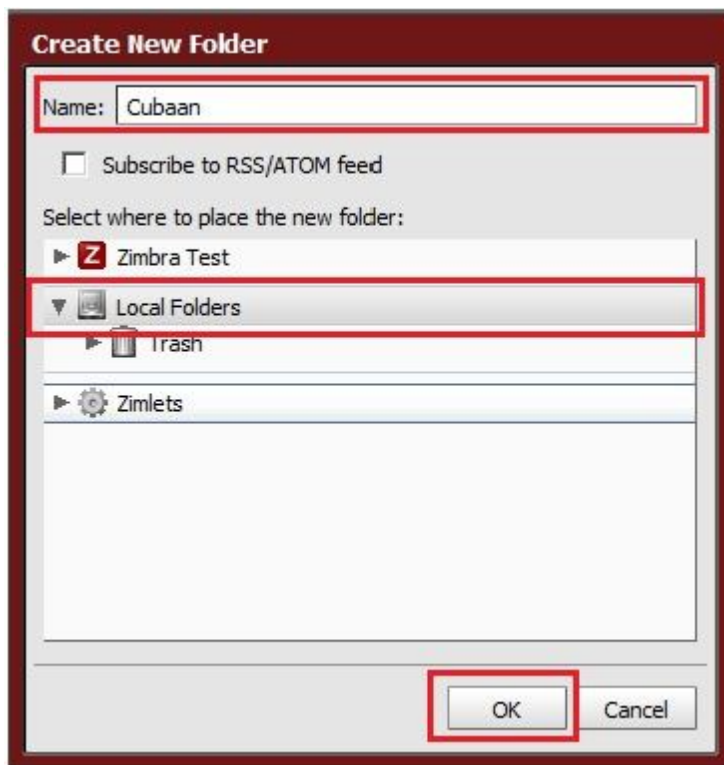 Create New Folder
Name: Cubaan
Subscribe to RSS/ATOM feed
Select where to place the new folder:
Z Zimbra Test
Local Folders
Trash
Zimlets
OK Cancel